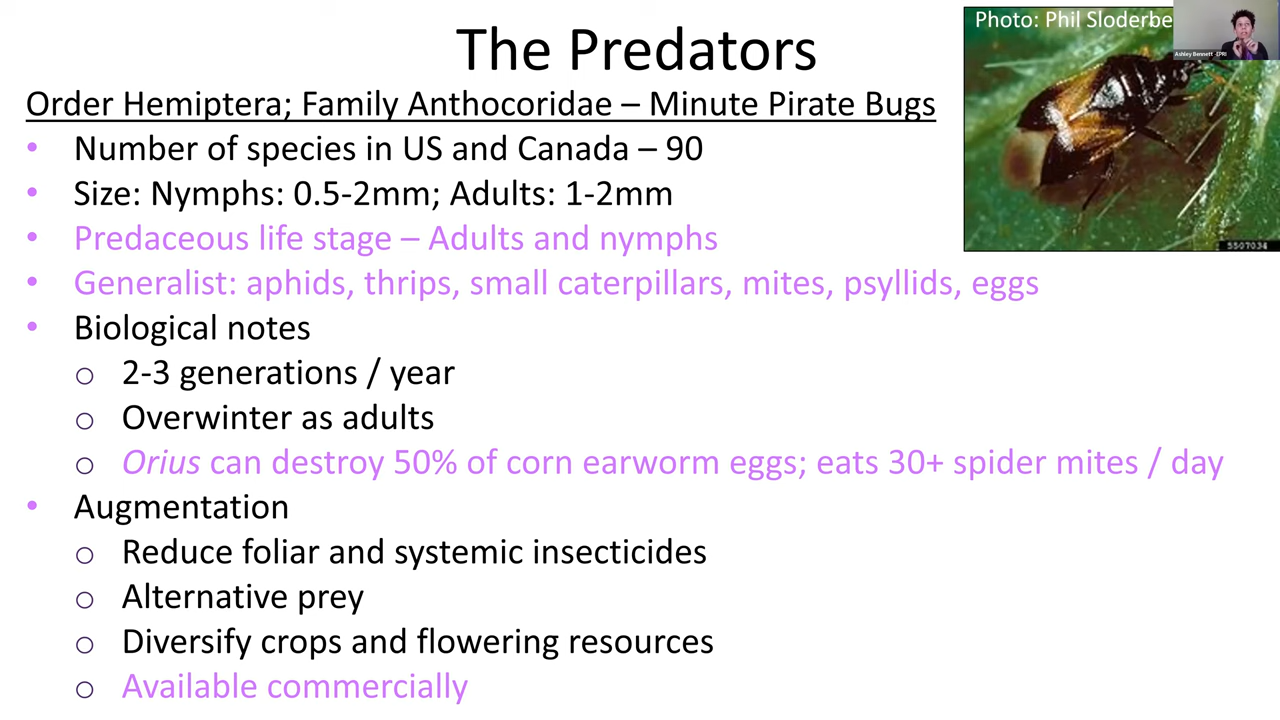 The Predators
Photo: Phil Sloderbe
Ashley Bennett -EPRI
Order Hemiptera; Family Anthocoridae – Minute Pirate Bugs
• Number of species in US and Canada – 90
• Size: Nymphs: 0.5-2mm; Adults: 1-2mm
• Predaceous life stage – Adults and nymphs
5507034
• Generalist: aphids, thrips, small caterpillars, mites, psyllids, eggs
• Biological notes
o 2-3 generations / year
o Overwinter as adults
o Orius can destroy 50% of corn earworm eggs; eats 30+ spider mites / day
• Augmentation
o Reduce foliar and systemic insecticides
o Alternative prey
o Diversify crops and flowering resources
o Available commercially